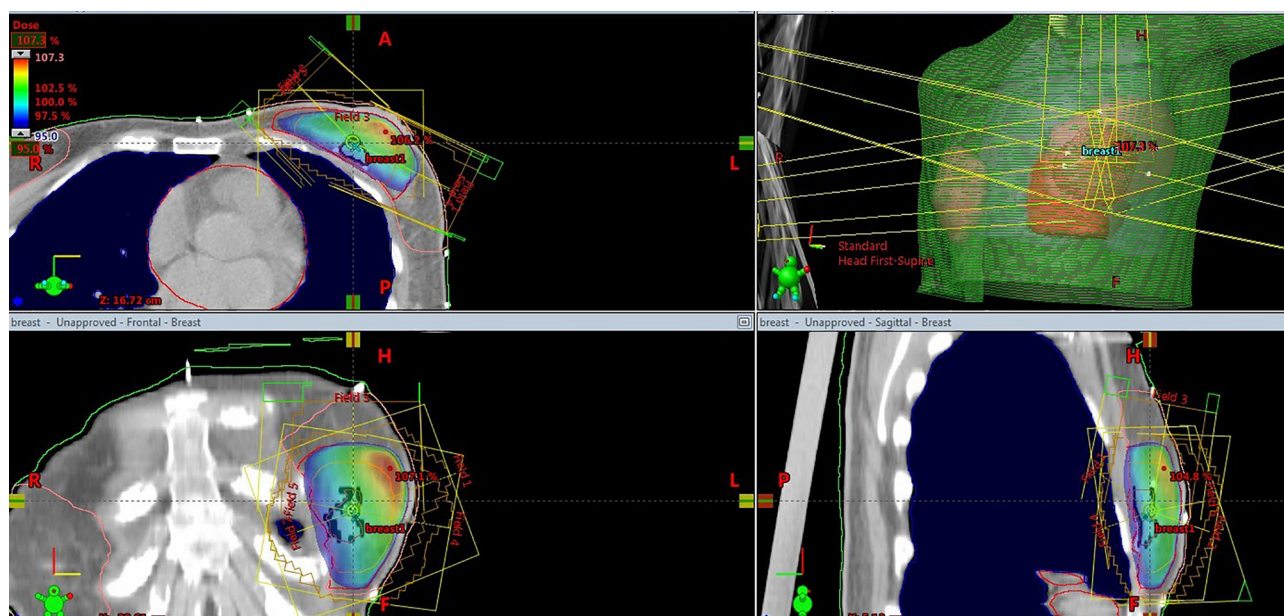 Dose
107.3 %
107.3
102.5 %
100.0 %
97.5 %
95.0
95.0 %
A
R
L
P
Field 3
106.2 %
breast1
Z: 16.72 cm
H
R
107.3 %
breast1
Standard
Head First-Supine
F
breast - Unapproved - Frontal - Breast
H
R
L
F
Field 3
Field 1
Field 4
Field 5
107.1 %
breast1
breast - Unapproved - Sagittal - Breast
H
P
F
Field 3
104.8 %
breast1